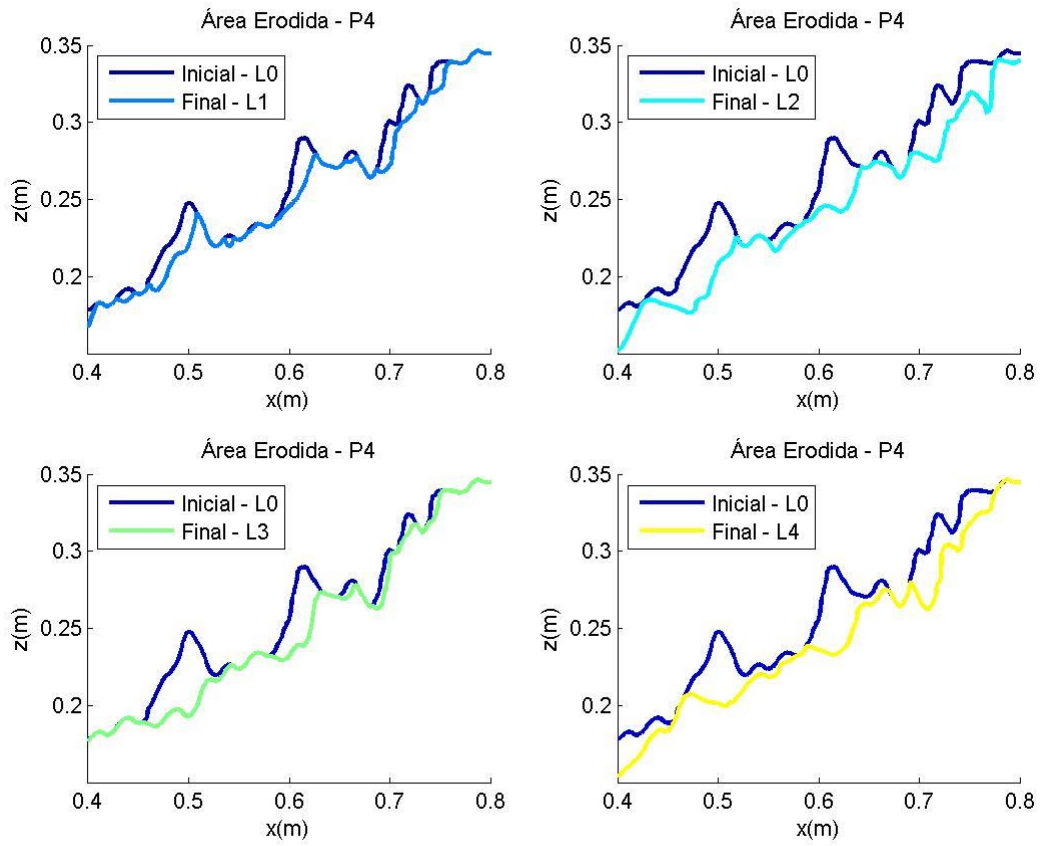 Área Erodida - P4
Inicial - L0
Final - L1
0.35
0.3
0.25
0.2
z(m)
0.4 0.5 0.6 0.7 0.8
x(m)
Área Erodida - P4
Inicial - L0
Final - L2
0.35
0.3
0.25
0.2
z(m)
0.4 0.5 0.6 0.7 0.8
x(m)
Área Erodida - P4
Inicial - L0
Final - L3
0.35
0.3
0.25
0.2
z(m)
0.4 0.5 0.6 0.7 0.8
x(m)
Área Erodida - P4
Inicial - L0
Final - L4
0.35
0.3
0.25
0.2
z(m)
0.4 0.5 0.6 0.7 0.8
x(m)